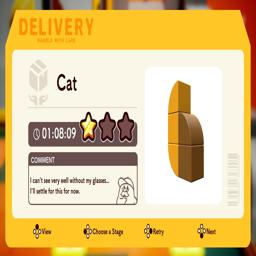 DELIVERY
HANDLE WITH CARE
Cat
01:08:09
COMMENT
I can't see very well without my glasses...
I'll settle for this for now.
View
Choose a Stage
Retry
Next